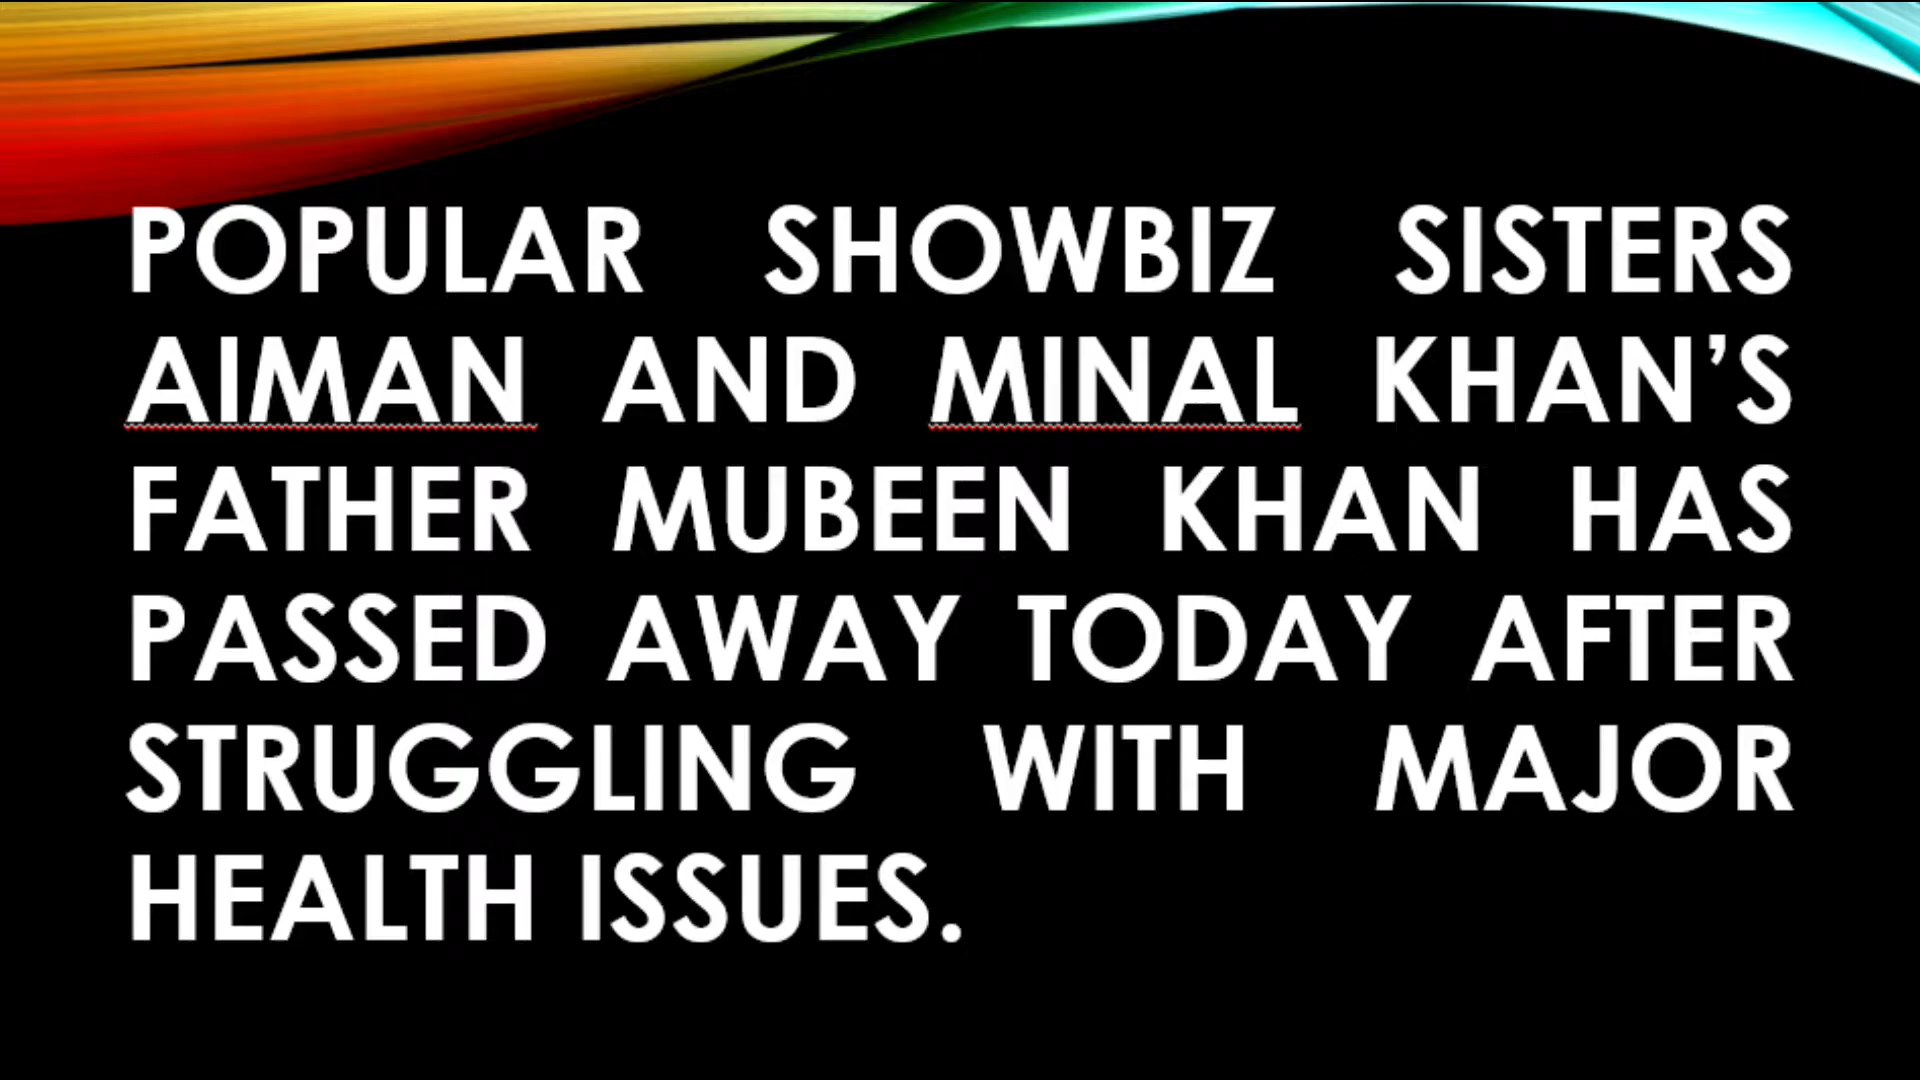 POPULAR SHOWBIZ SISTERS
AIMAN AND MINAL KHAN’S
FATHER MUBEEN KHAN HAS
PASSED AWAY TODAY AFTER
STRUGGLING WITH MAJOR
HEALTH ISSUES.